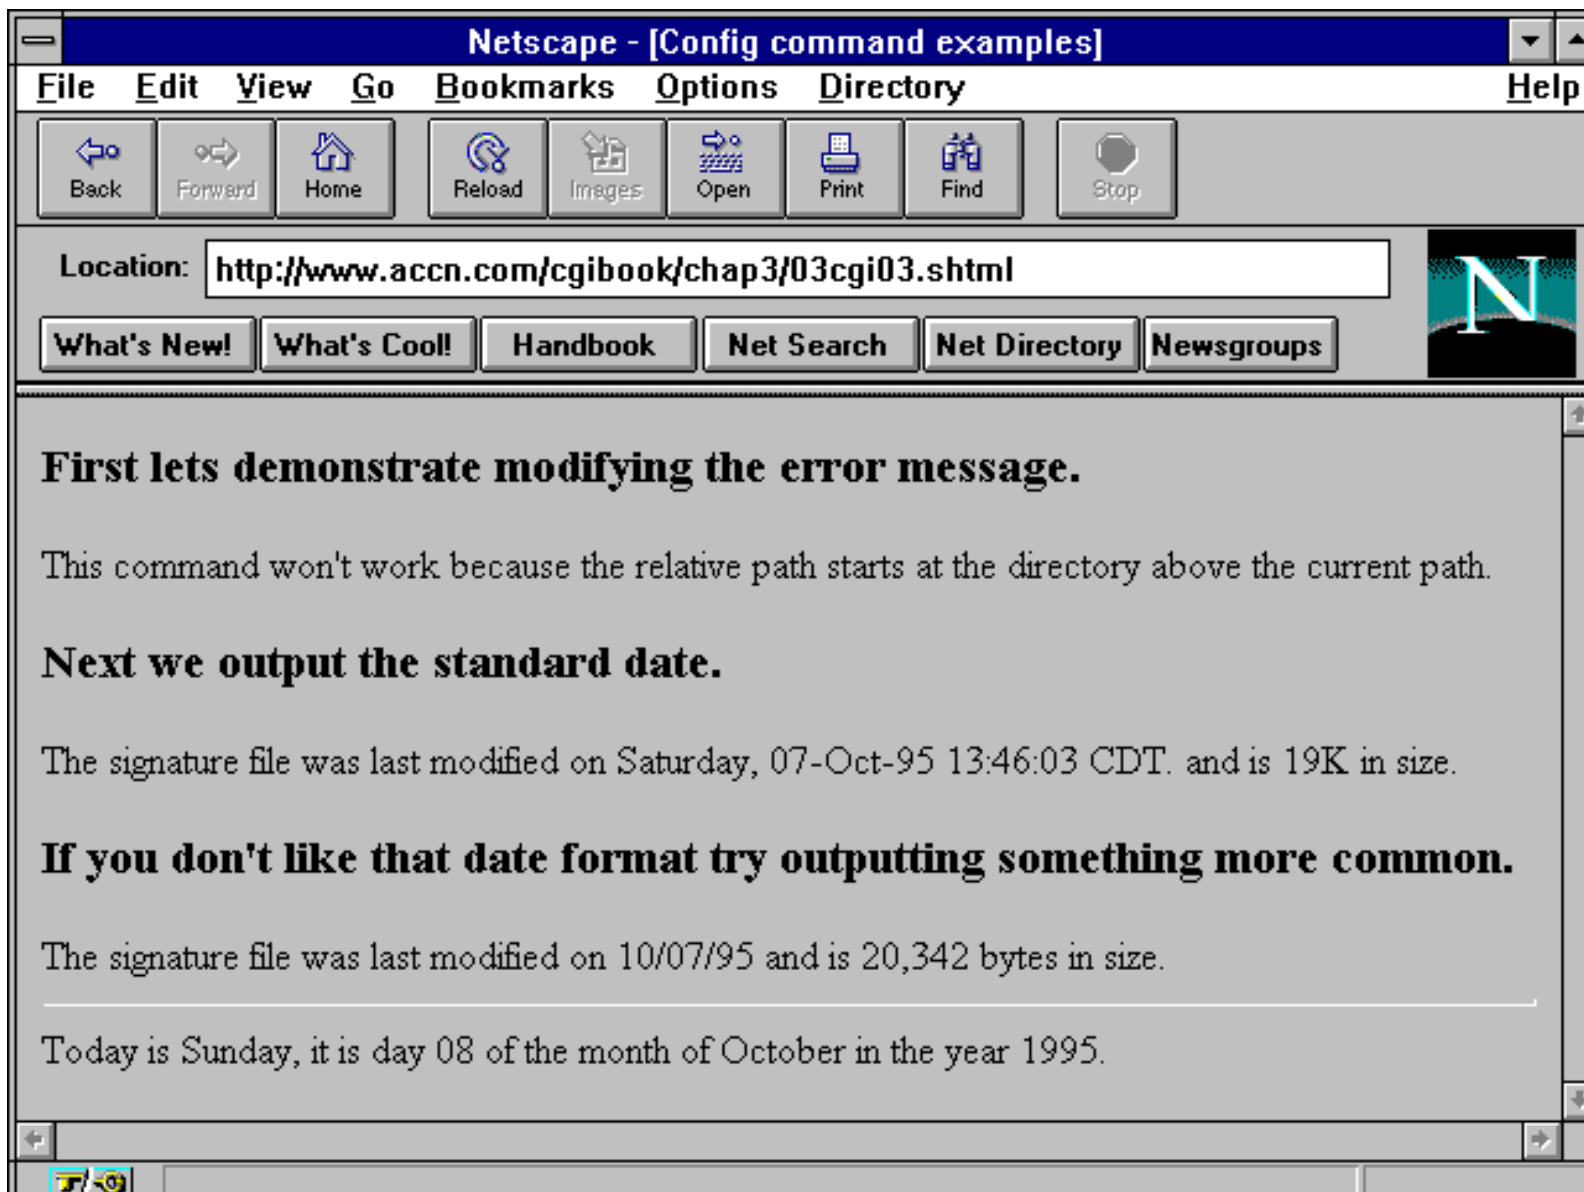 Netscape - [Config command examples]
File Edit View Go Bookmarks Options Directory Help
Back Forward Home Reload Images Open Print Find Stop
Location: http://www.accn.com/cgibook/chap3/03cgi03.shtml
N
What's New! What's Cool! Handbook Net Search Net Directory Newsgroups
First lets demonstrate modifying the error message.
This command won't work because the relative path starts at the directory above the current path.
Next we output the standard date.
The signature file was last modified on Saturday, 07-Oct-95 13:46:03 CDT. and is 19K in size.
If you don't like that date format try outputting something more common.
The signature file was last modified on 10/07/95 and is 20,342 bytes in size.
Today is Sunday, it is day 08 of the month of October in the year 1995.